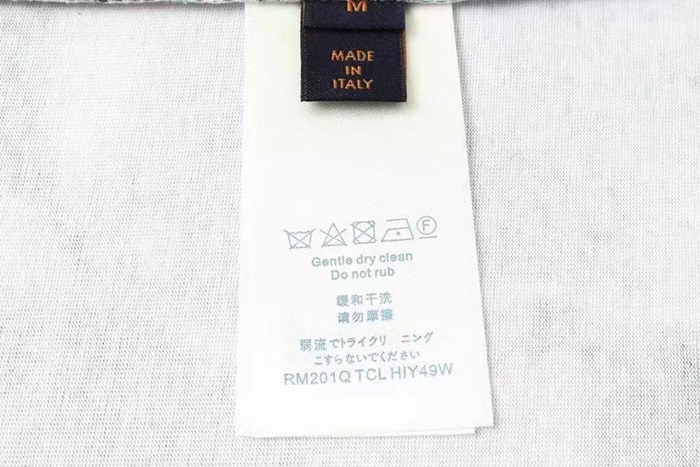 M
MADE
IN
ITALY
F
Gentle dry clean
Do not rub
缓和干洗
请勿摩擦
弱流でトライクリ ニング
こすらないでください
RM201Q TCL HIY49W